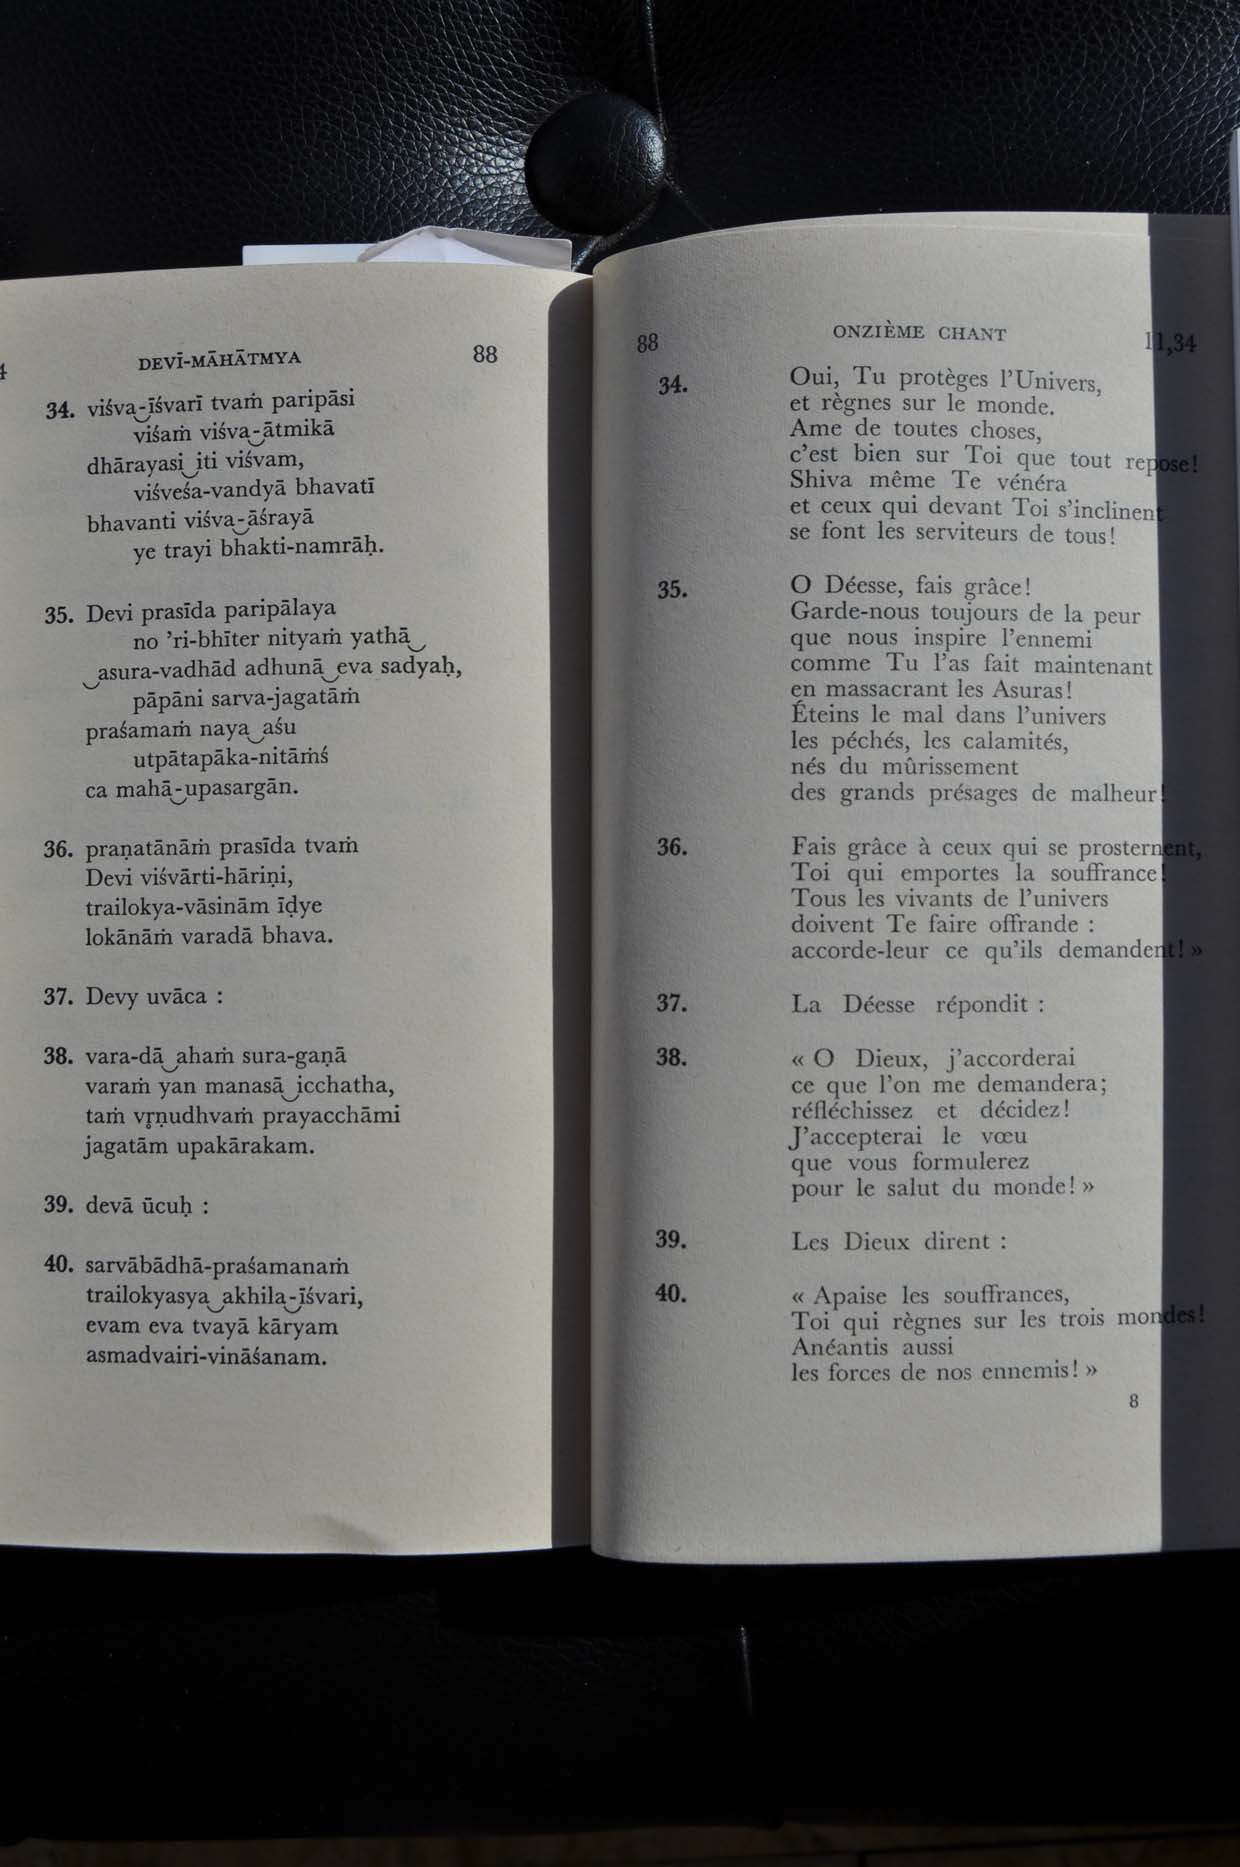 4 DEVĪ-MĀHĀTMYA 88
34. viśva‿-īśvarī tvaṁ paripāsi
viśaṁ viśva‿-ātmikā
dhārayasi‿iti viśvam,
viśveśa-vandyā bhavatī
bhavanti viśva‿-āśrayā
ye trayi bhakti-namrāḥ.
35. Devi prasīda paripālaya
no ’ri-bhīter nityaṁ yathā‿
‿asura-vadhād adhunā‿eva sadyaḥ,
pāpāni sarva-jagatāṁ
praśamaṁ naya‿aśu
utpātapāka-nitāṁś
ca mahā‿-upasargān.
36. praṇatānāṁ prasīda tvaṁ
Devi viśvārti-hāriṇi,
trailokya-vāsinām īḍye
lokānāṁ varadā bhava.
37. Devy uvāca :
38. vara-dā‿ahaṁ sura-gaṇā
varaṁ yan manasā‿icchatha,
taṁ vr̥ṇudhvaṁ prayacchāmi
jagatām upakārakam.
39. devā ūcuḥ :
40. sarvābādhā-praśamanaṁ
trailokyasya‿akhila‿-īśvari,
evam eva tvayā kāryam
asmadvairi-vināśanam.
88 ONZIÈME CHANT 11,34
34. Oui, Tu protèges l’Univers,
et règnes sur le monde.
Ame de toutes choses,
c’est bien sur Toi que tout repose!
Shiva même Te vénéra
et ceux qui devant Toi s’inclinent
se font les serviteurs de tous!
35. O Déesse, fais grâce!
Garde-nous toujours de la peur
que nous inspire l’ennemi
comme Tu l’as fait maintenant
en massacrant les Asuras!
Éteins le mal dans l’univers
les péchés, les calamités,
nés du mûrissement
des grands présages de malheur!
36. Fais grâce à ceux qui se prosternent,
Toi qui emportes la souffrance!
Tous les vivants de l’univers
doivent Te faire offrande :
accorde-leur ce qu’ils demandent! »
37. La Déesse répondit :
38. « O Dieux, j’accorderai
ce que l’on me demandera;
réfléchissez et décidez!
J’accepterai le vœu
que vous formulerez
pour le salut du monde! »
39. Les Dieux dirent :
40. « Apaise les souffrances,
Toi qui règnes sur les trois mondes!
Anéantis aussi
les forces de nos ennemis! »
8